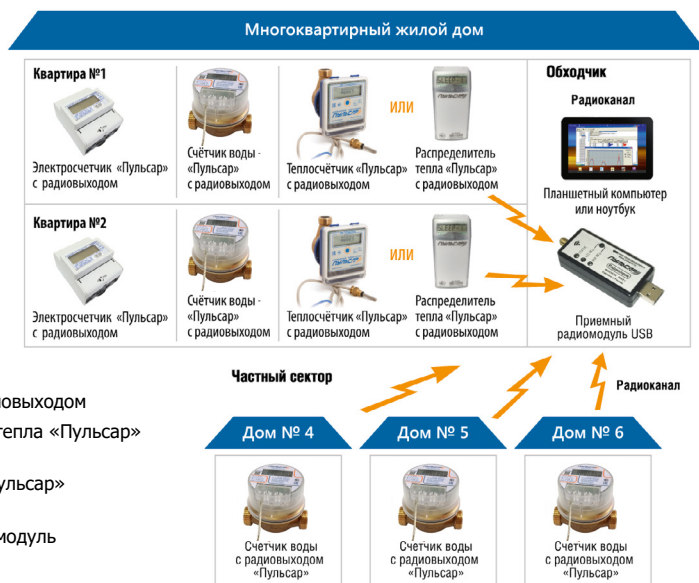 Многоквартирный жилой дом
Квартира №1
Электросчетчик «Пульсар»
с радиовыходом
Счётчик воды -
«Пульсар»
с радиовыходом
Теплосчётчик «Пульсар»
с радиовыходом
ИЛИ
Распределитель
тепла «Пульсар»
с радиовыходом
Обходчик
Радиоканал
Планшетный компьютер
или ноутбук
Квартира №2
Электросчетчик «Пульсар»
с радиовыходом
Счётчик воды -
«Пульсар»
с радиовыходом
Теплосчётчик «Пульсар»
с радиовыходом
ИЛИ
Распределитель
тепла «Пульсар»
с радиовыходом
Приемный
радиомодуль USB
Частный сектор
Радиоканал
овыходом
тепла «Пульсар»
ульсар»
модуль
Дом № 4
Счетчик воды
с радиовыходом
«Пульсар»
Дом № 5
Счетчик воды
с радиовыходом
«Пульсар»
Дом № 6
Счетчик воды
с радиовыходом
«Пульсар»